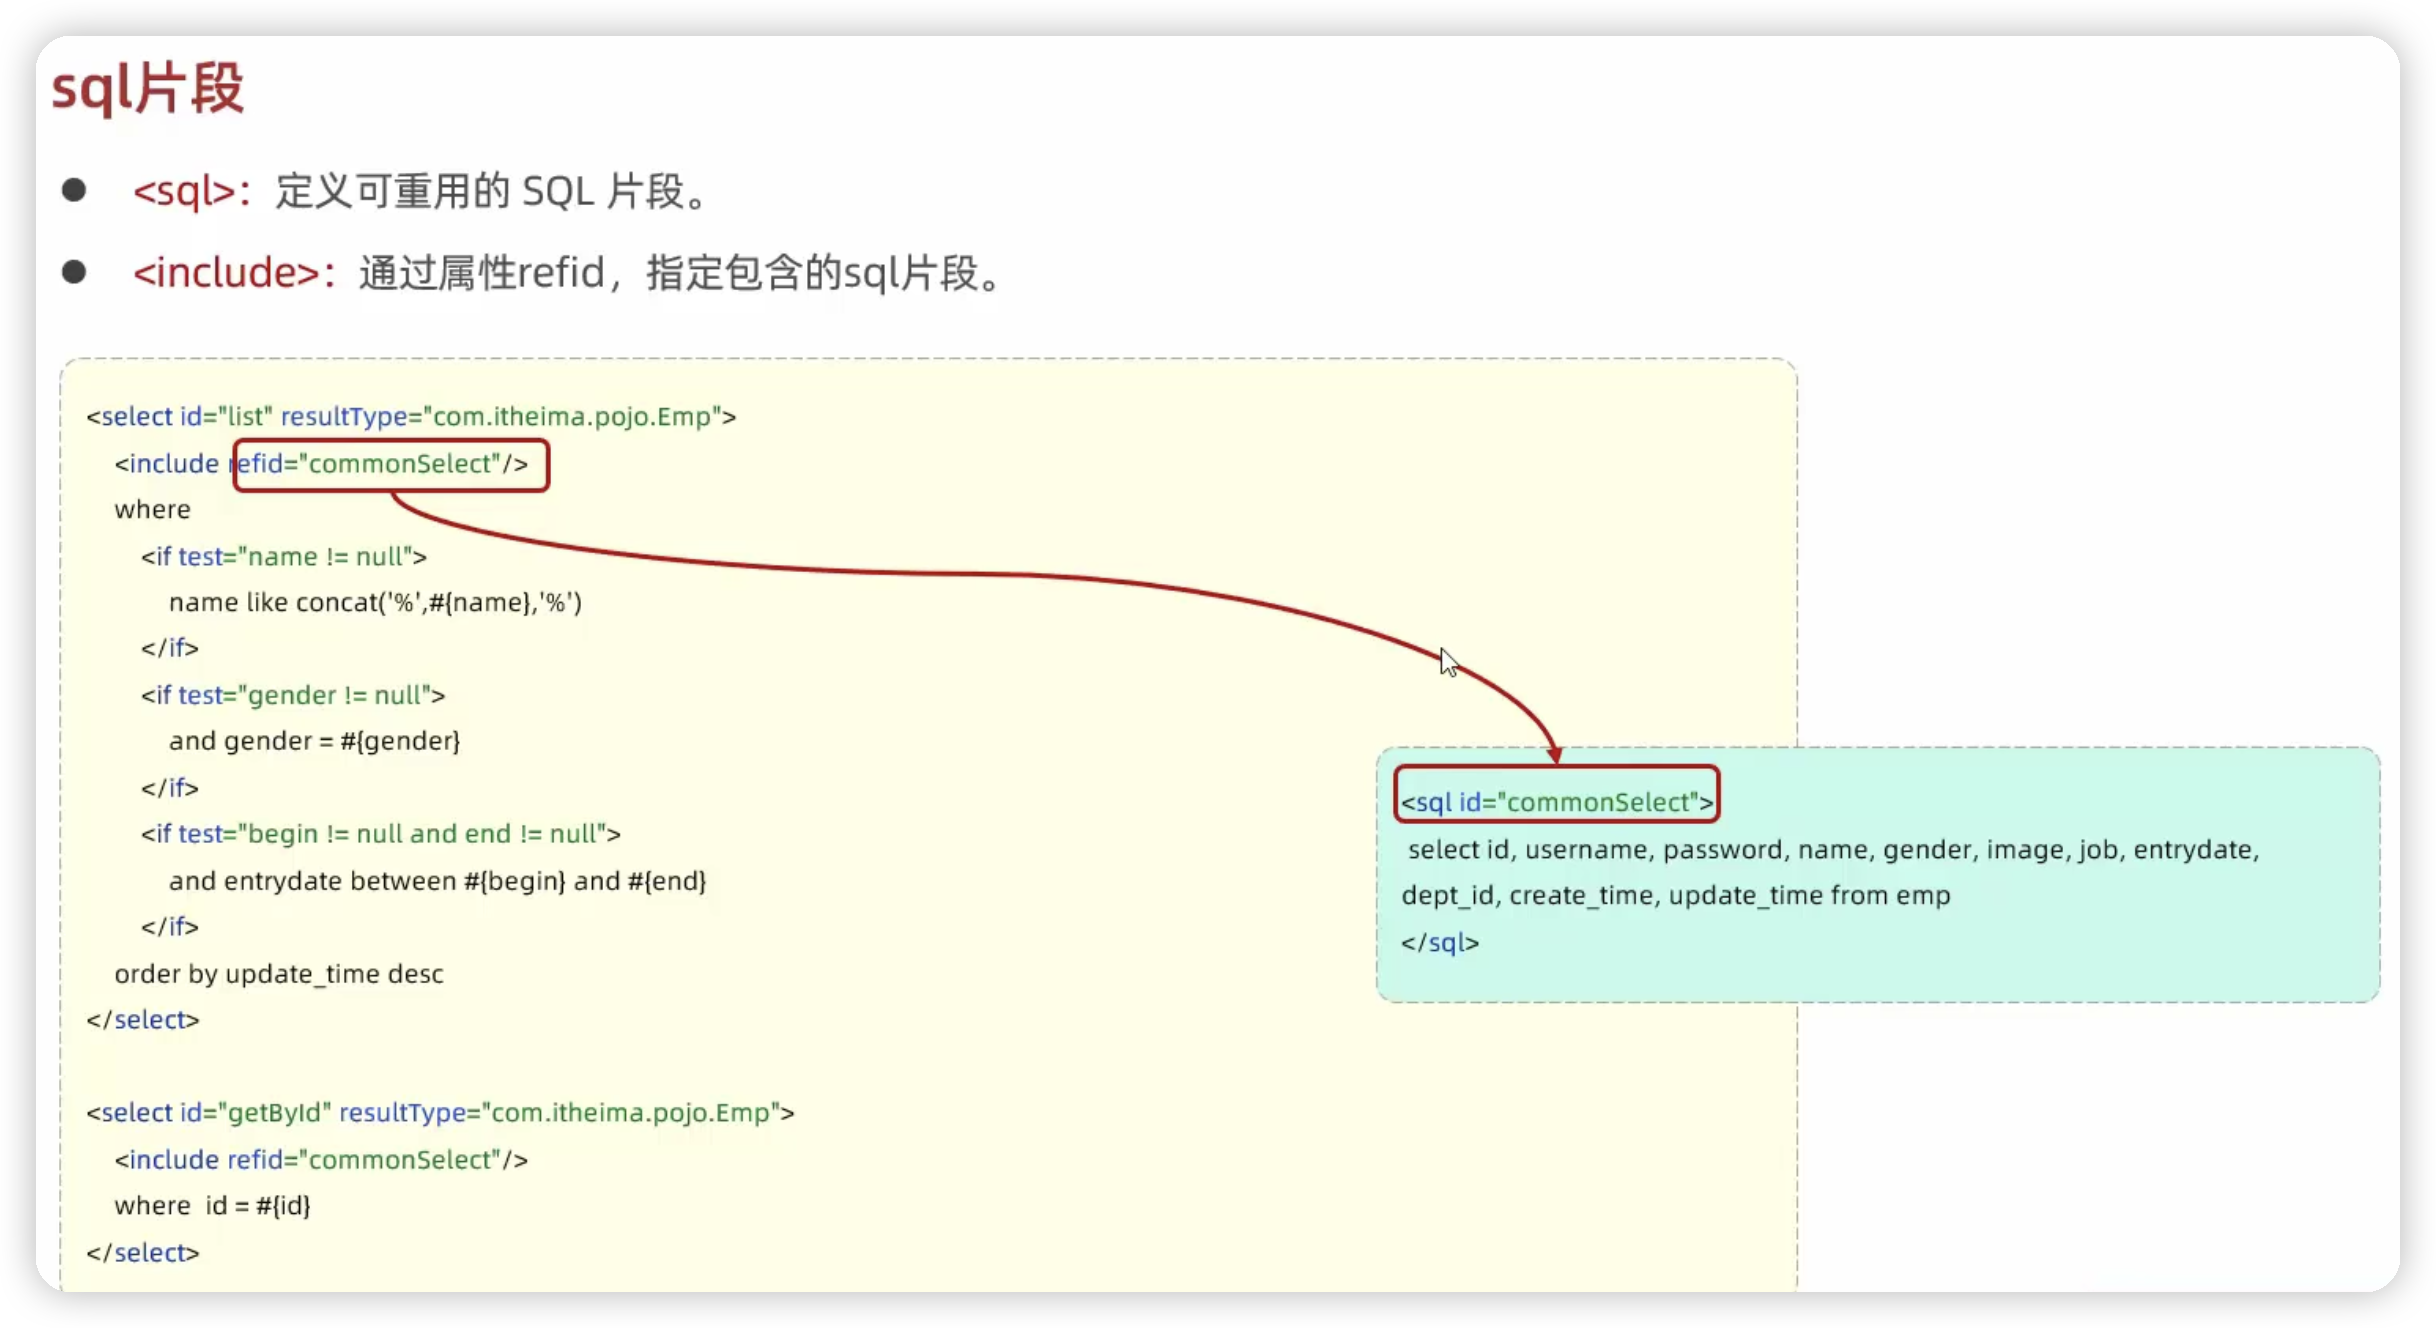 sql片段
● <sql>：定义可重用的 SQL 片段。
● <include>：通过属性refid，指定包含的sql片段。
<select id="list" resultType="com.itheima.pojo.Emp">
<include refid="commonSelect"/>
where
<if test="name != null">
name like concat('%',#{name},'%')
</if>
<if test="gender != null">
and gender = #{gender}
</if>
<if test="begin != null and end != null">
and entrydate between #{begin} and #{end}
</if>
order by update_time desc
</select>
<select id="getById" resultType="com.itheima.pojo.Emp">
<include refid="commonSelect"/>
where  id = #{id}
</select>
<sql id="commonSelect">
select id, username, password, name, gender, image, job, entrydate,
dept_id, create_time, update_time from emp
</sql>